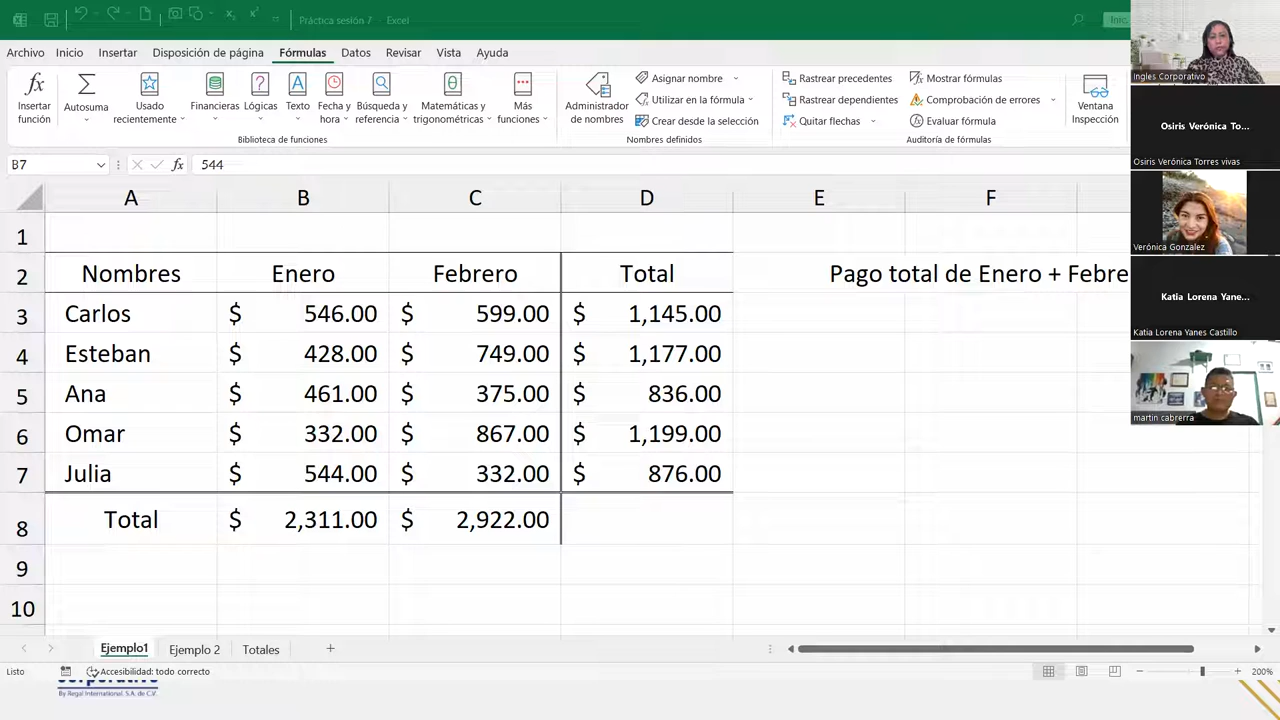 Práctica sesión 7 - Excel
Inic
Archivo Inicio Insertar Disposición de página Fórmulas Datos Revisar Vista Ayuda
Insertar función
Autosuma
Usado recientemente
Financieras
Lógicas
Texto
Fecha y hora
Búsqueda y referencia
Matemáticas y trigonométricas
Más funciones
Biblioteca de funciones
Administrador de nombres
Asignar nombre
Utilizar en la fórmula
Crear desde la selección
Nombres definidos
Rastrear precedentes
Rastrear dependientes
Quitar flechas
Mostrar fórmulas
Comprobación de errores
Evaluar fórmula
Auditoría de fórmulas
Ventana Inspección
B7 fx 544
A B C D E F
1
2 Nombres Enero Febrero Total Pago total de Enero + Febre
3 Carlos $ 546.00 $ 599.00 $ 1,145.00
4 Esteban $ 428.00 $ 749.00 $ 1,177.00
5 Ana $ 461.00 $ 375.00 $ 836.00
6 Omar $ 332.00 $ 867.00 $ 1,199.00
7 Julia $ 544.00 $ 332.00 $ 876.00
8 Total $ 2,311.00 $ 2,922.00
9
10
Ejemplo1 Ejemplo 2 Totales +
Listo Accesibilidad: todo correcto 200%
By Regal International, S.A. de C.V.
Ingles Corporativo
Osiris Verónica To...
Osiris Verónica Torres vivas
Verónica Gonzalez
Katia Lorena Yane...
Katia Lorena Yanes Castillo
martin cabrerra